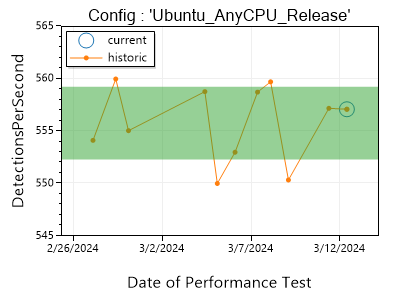 Config : 'Ubuntu_AnyCPU_Release'
565
560
555
550
545
DetectionsPerSecond
current
historic
2/26/2024
3/2/2024
3/7/2024
3/12/2024
Date of Performance Test